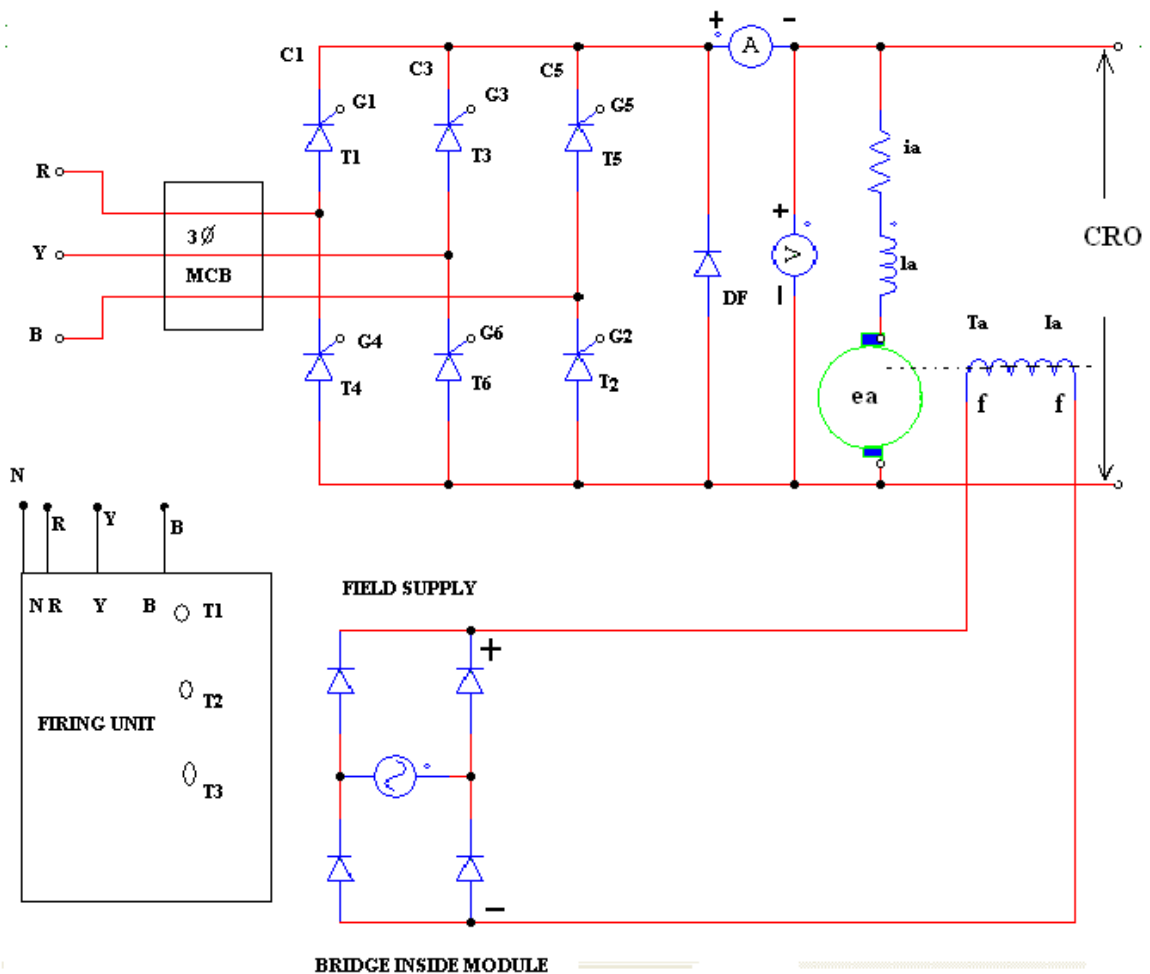 C1
C3
C5
+
A
-
G1
G3
G5
T1
T3
T5
R
Y
B
3Ø
MCB
G4
G6
G2
T4
T6
T2
DF
+
V
-
ia
la
CRO
Ta
Ia
ea
f
f
N
R
Y
B
N R Y B
T1
T2
FIRING UNIT
T3
FIELD SUPPLY
+
-
BRIDGE INSIDE MODULE